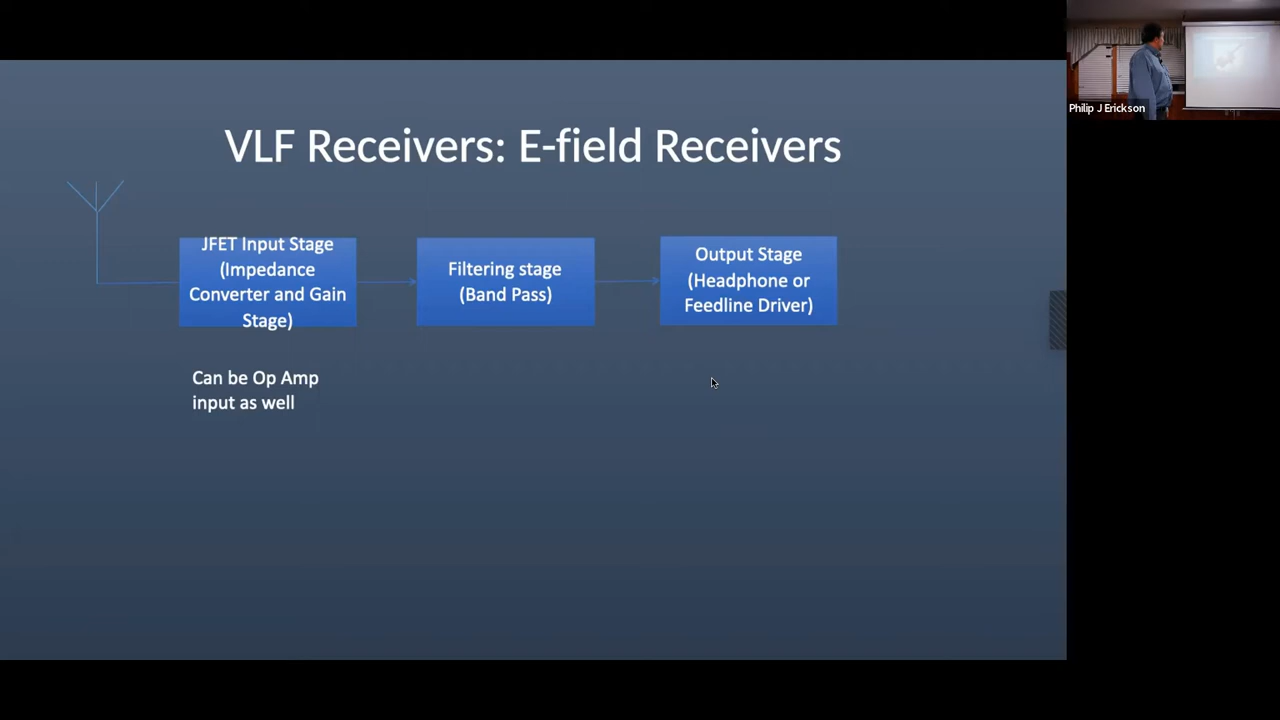 VLF Receivers: E-field Receivers
JFET Input Stage
(Impedance
Converter and Gain
Stage)
Filtering stage
(Band Pass)
Output Stage
(Headphone or
Feedline Driver)
Can be Op Amp
input as well
Philip J Erickson